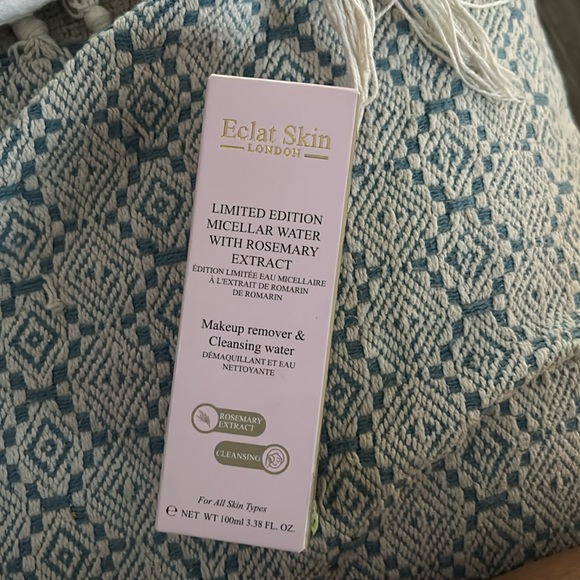 Eclat Skin
LONDON
LIMITED EDITION
MICELLAR WATER
WITH ROSEMARY
EXTRACT
ÉDITION LIMITÉE EAU MICELLAIRE
À L'EXTRAIT DE ROMARIN
DE ROMARIN
Makeup remover &
Cleansing water
DÉMAQUILLANT ET EAU
NETTOYANTE
ROSEMARY
EXTRACT
CLEANSING
For All Skin Types
℮ NET WT 100ml 3.38 FL. OZ.